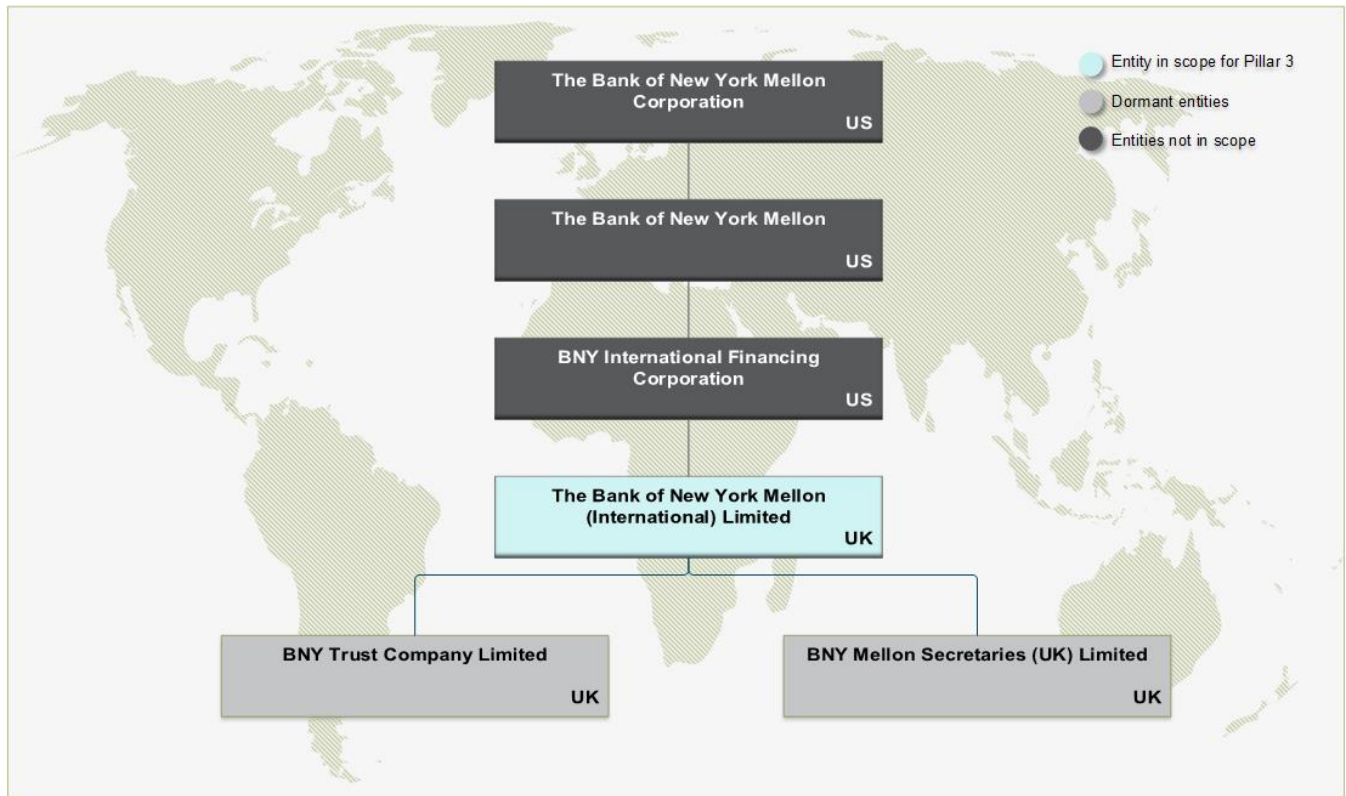 The Bank of New York Mellon
Corporation
US
Entity in scope for Pillar 3
Dormant entities
Entities not in scope
The Bank of New York Mellon
US
BNY International Financing
Corporation
US
The Bank of New York Mellon
(International) Limited
UK
BNY Trust Company Limited
UK
BNY Mellon Secretaries (UK) Limited
UK